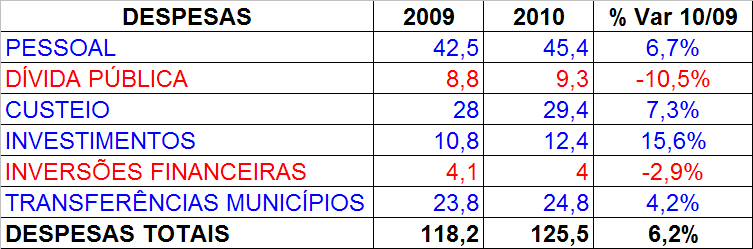 DESPESAS 2009 2010 % Var 10/09
PESSOAL 42,5 45,4 6,7%
DÍVIDA PÚBLICA 8,8 9,3 -10,5%
CUSTEIO 28 29,4 7,3%
INVESTIMENTOS 10,8 12,4 15,6%
INVERSÕES FINANCEIRAS 4,1 4 -2,9%
TRANSFERÊNCIAS MUNICÍPIOS 23,8 24,8 4,2%
DESPESAS TOTAIS 118,2 125,5 6,2%